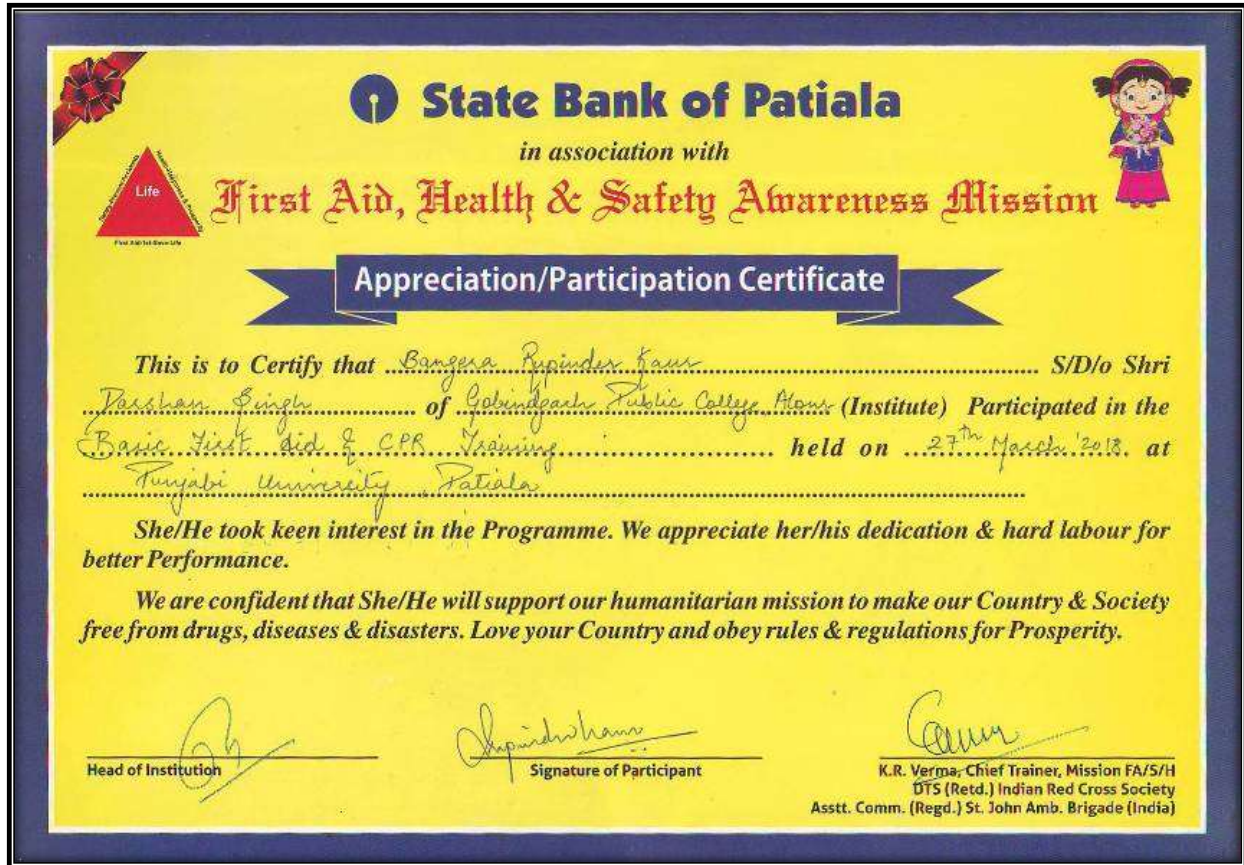 State Bank of Patiala
in association with
Life
First Aid 1st Save Life
First Aid, Health & Safety Awareness Mission
Appreciation/Participation Certificate
This is to Certify that Bangera Rupinder Kaur S/D/o Shri
Darshan Singh of Gobindgarh Public College, Alour (Institute) Participated in the
Basic First Aid & CPR Training held on 27th March '2018. at
Punjabi University, Patiala
She/He took keen interest in the Programme. We appreciate her/his dedication & hard labour for
better Performance.
We are confident that She/He will support our humanitarian mission to make our Country & Society
free from drugs, diseases & disasters. Love your Country and obey rules & regulations for Prosperity.
Head of Institution
Signature of Participant
K.R. Verma, Chief Trainer, Mission FA/S/H
DTS (Retd.) Indian Red Cross Society
Asstt. Comm. (Regd.) St. John Amb. Brigade (India)